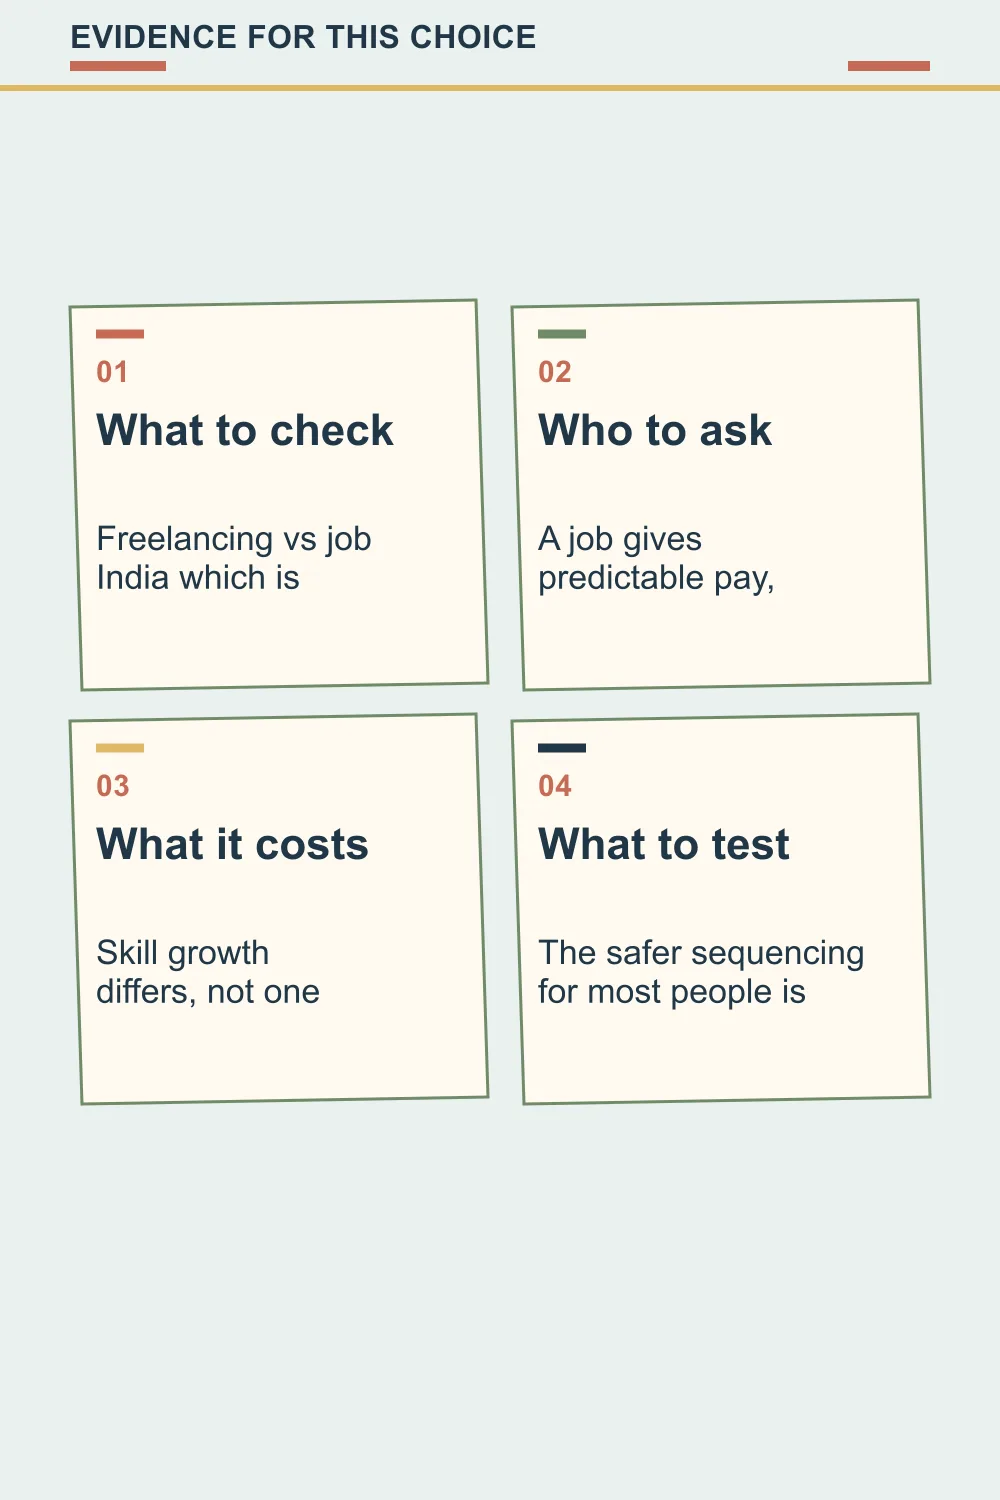 EVIDENCE FOR THIS CHOICE
01
What to check
Freelancing vs job
India which is
02
Who to ask
A job gives
predictable pay,
03
What it costs
Skill growth
differs, not one
04
What to test
The safer sequencing
for most people is